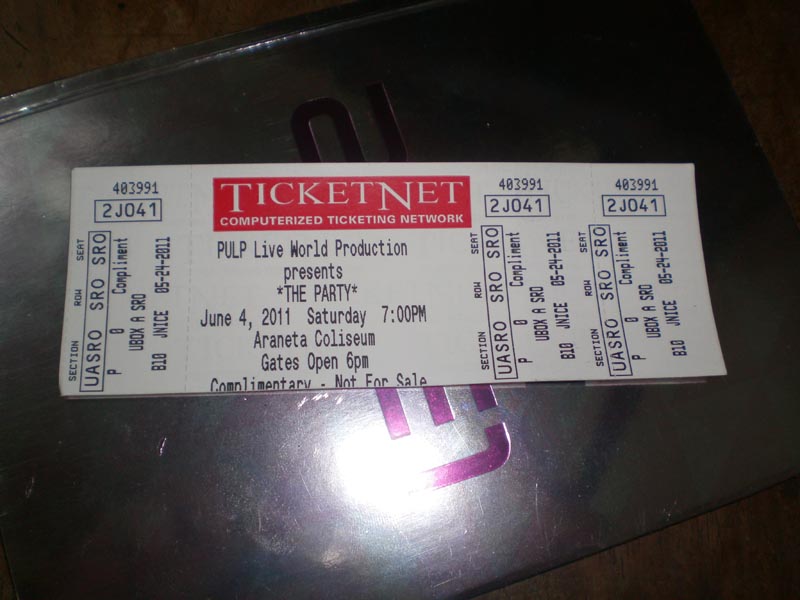 403991
2J041
SECTION ROW SEAT
UASRO SRO SRO
P 0 Compliment
UBOX A SRO
B10 JNICE 05-24-2011
TICKETNET
COMPUTERIZED TICKETING NETWORK
PULP Live World Production
presents
*THE PARTY*
June 4, 2011 Saturday 7:00PM
Araneta Coliseum
Gates Open 6pm
Complimentary - Not For Sale
403991
2J041
SECTION ROW SEAT
UASRO SRO SRO
P 0 Compliment
UBOX A SRO
B10 JNICE 05-24-2011
403991
2J041
SECTION ROW SEAT
UASRO SRO SRO
P 0 Compliment
UBOX A SRO
B10 JNICE 05-24-2011